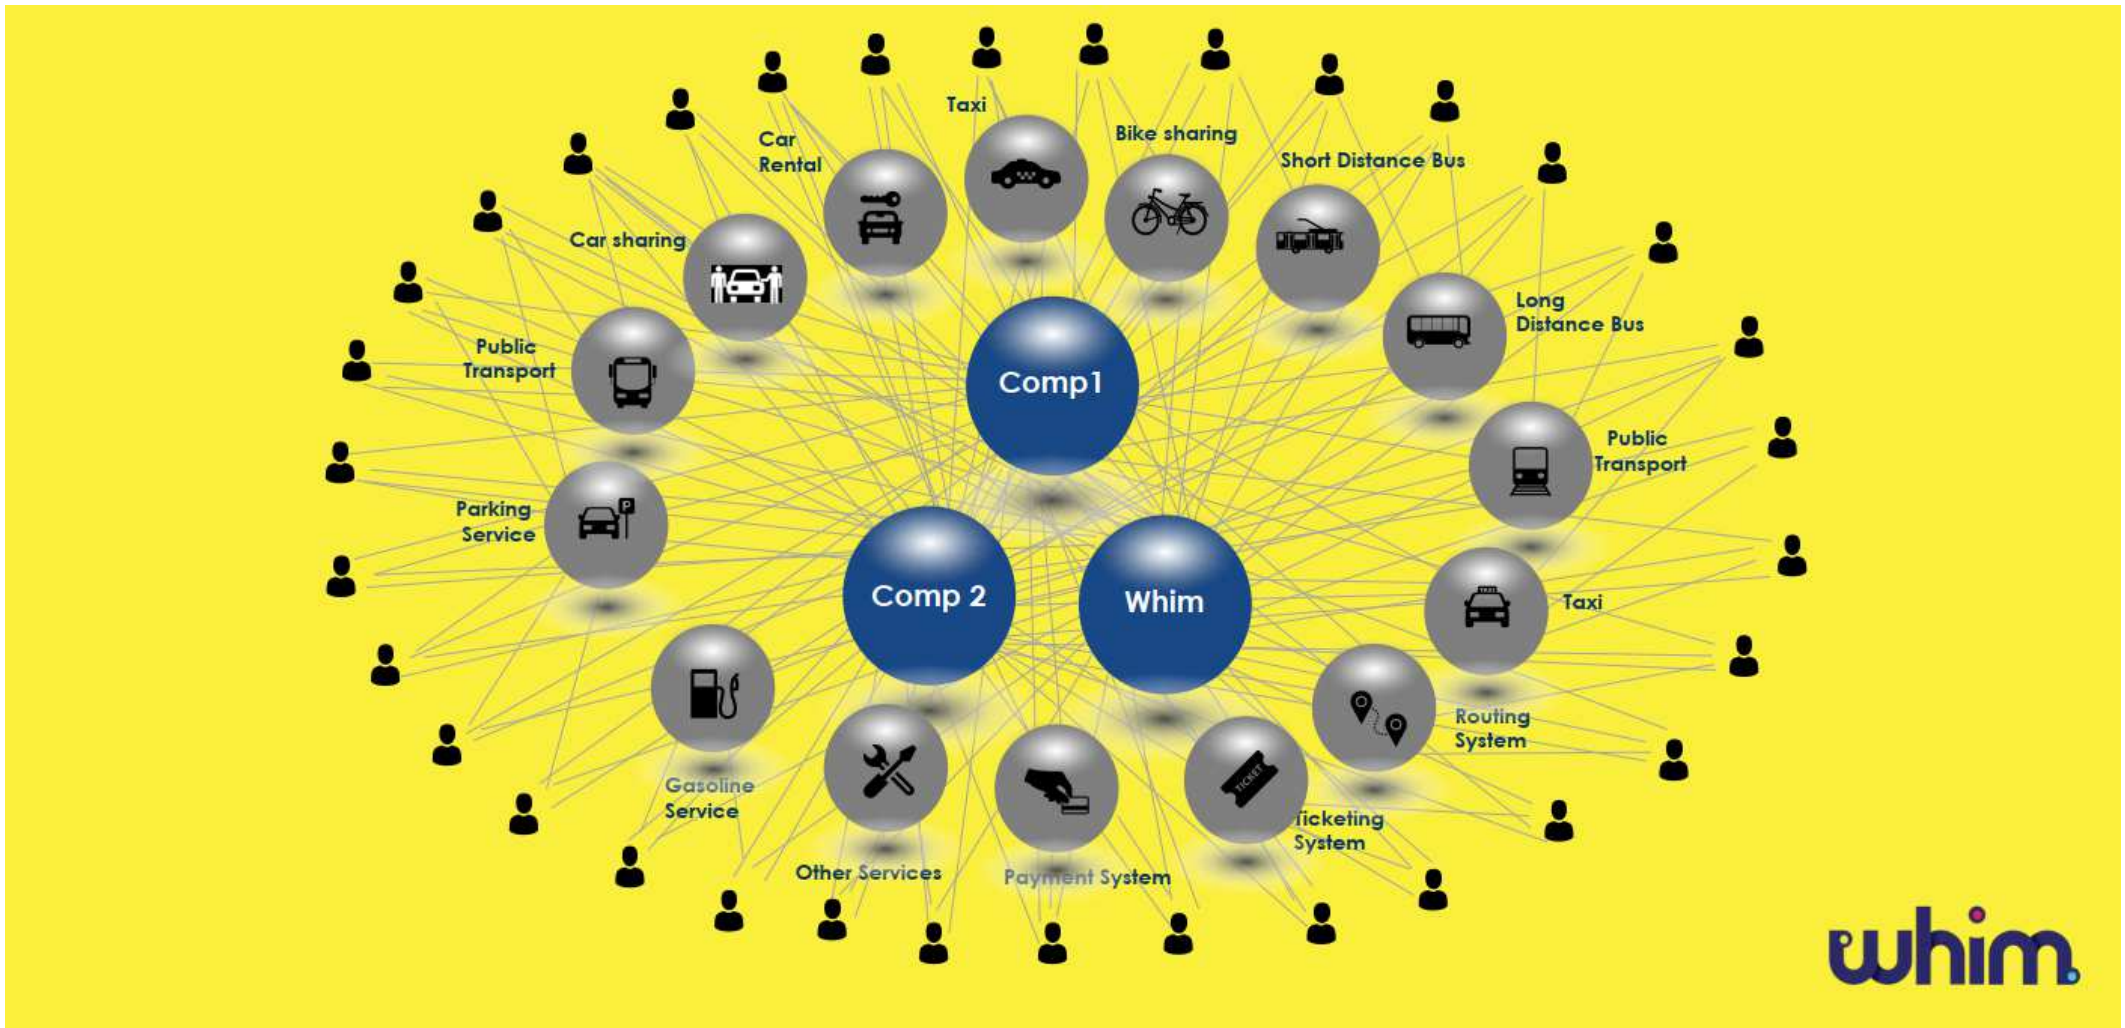 Taxi
Bike sharing
Car
Rental
Short Distance Bus
Car sharing
Long
Distance Bus
Public
Transport
Comp1
Public
Transport
Parking
Service
Comp 2
Whim
Taxi
Routing
System
Gasoline
Service
TICKET
Ticketing
System
Other Services
Payment System
P
whim